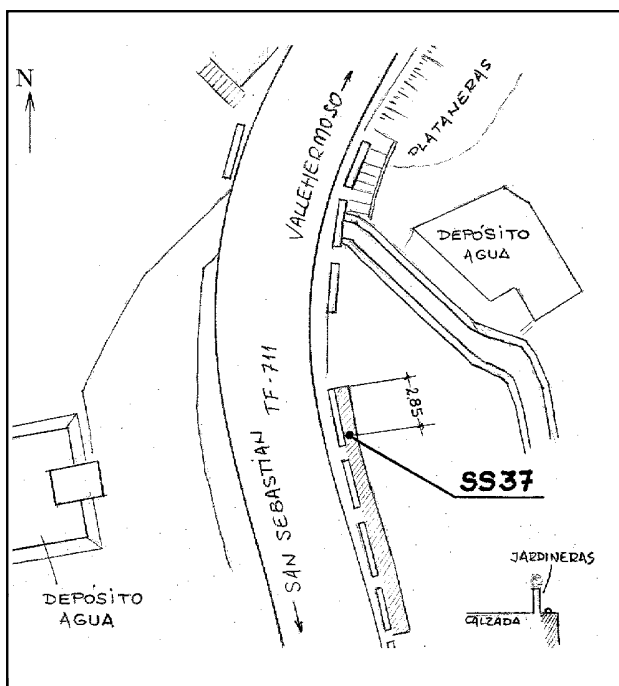 N
VALLEHERMOSO
PLATANERAS
DEPÓSITO
AGUA
SAN SEBASTIAN TF-711
2.85
SS37
JARDINERAS
CALZADA
DEPÓSITO
AGUA